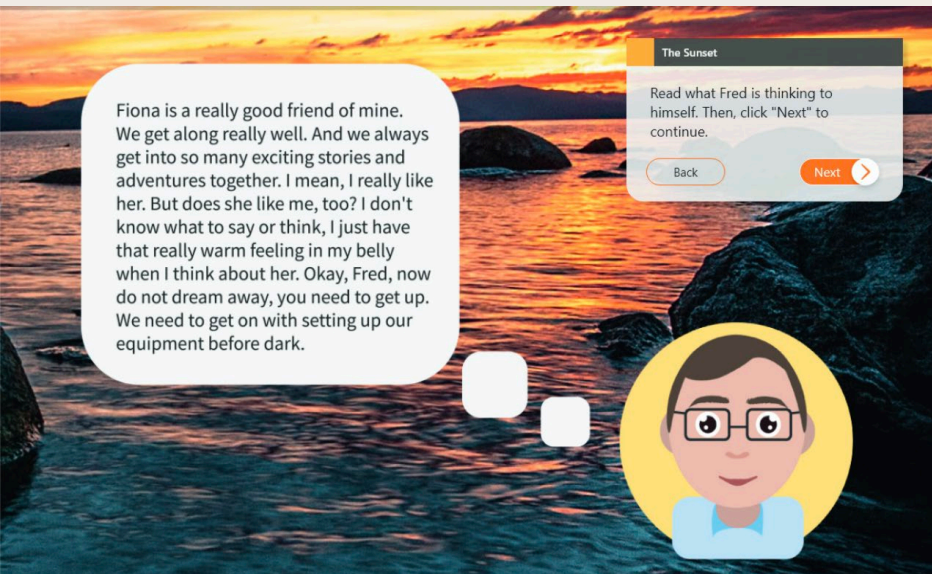 The Sunset
Read what Fred is thinking to
himself. Then, click "Next" to
continue.
Back
Next
Fiona is a really good friend of mine.
We get along really well. And we always
get into so many exciting stories and
adventures together. I mean, I really like
her. But does she like me, too? I don't
know what to say or think, I just have
that really warm feeling in my belly
when I think about her. Okay, Fred, now
do not dream away, you need to get up.
We need to get on with setting up our
equipment before dark.